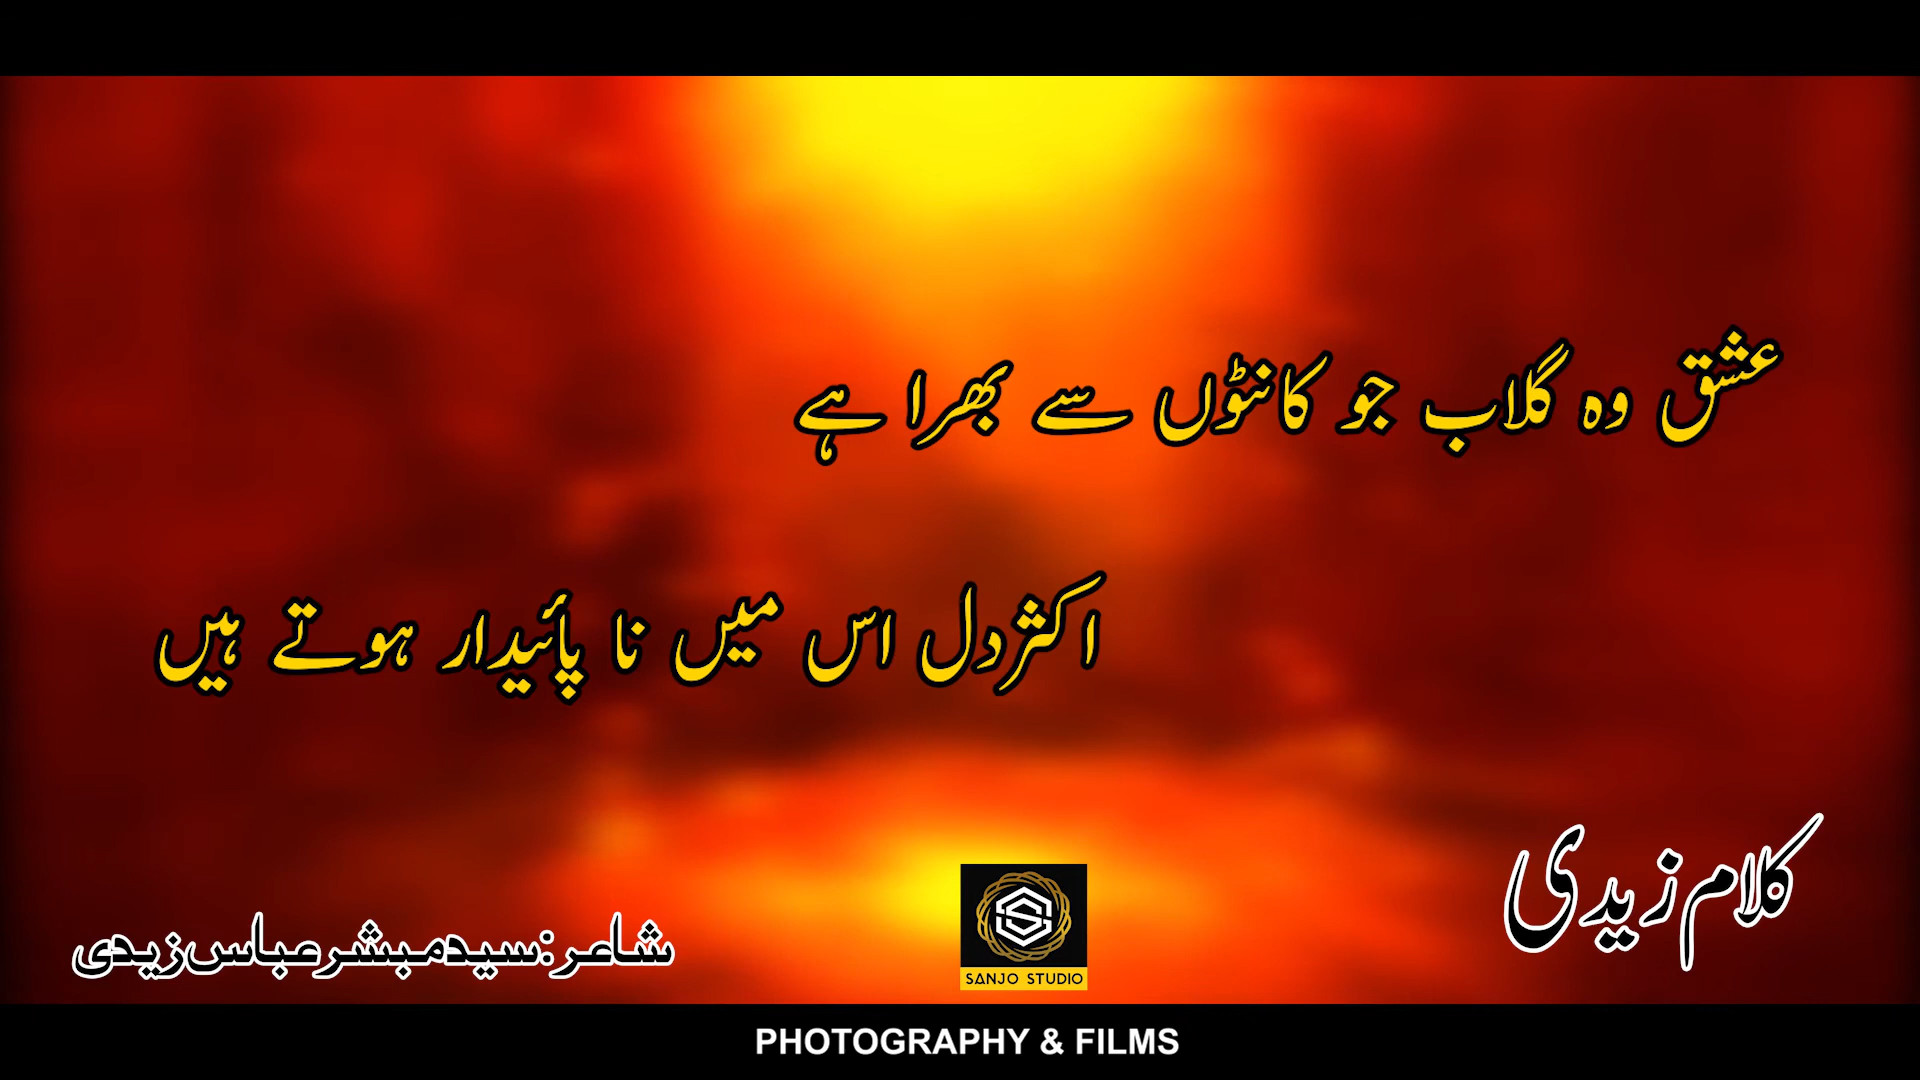 عشق وہ گلاب جو کانٹوں سے بھرا ہے
اکثر دل اس میں نا پائیدار ہوتے ہیں
کلام زیدی
شاعر: سید مبشر عباس زیدی
SANJO STUDIO
PHOTOGRAPHY & FILMS